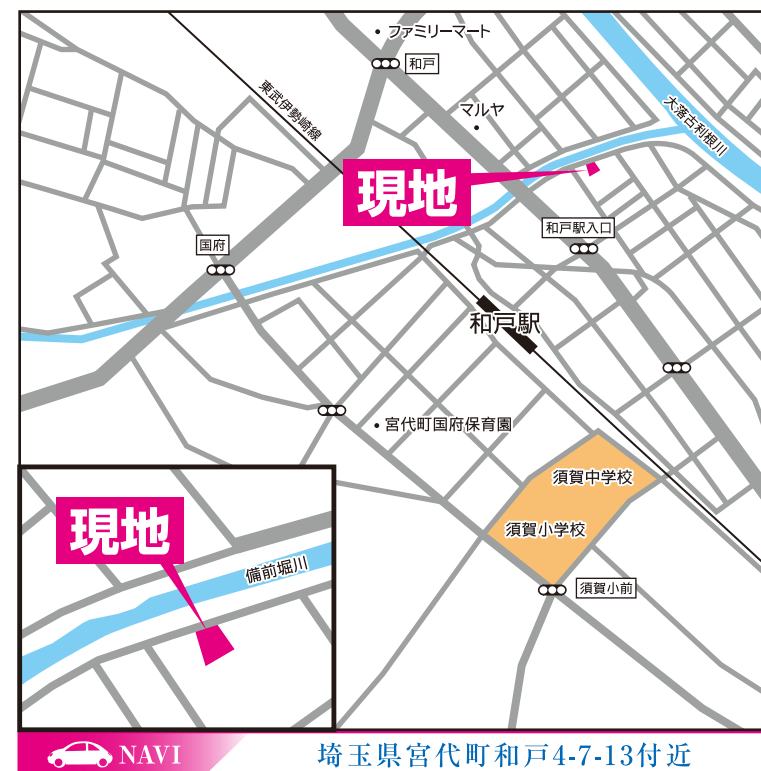 ファミリーマート
和戸
東武伊勢崎線
マルヤ
大落古利根川
現地
和戸駅入口
国府
和戸駅
宮代町国府保育園
須賀中学校
須賀小学校
須賀小前
現地
備前堀川
NAVI
埼玉県宮代町和戸4-7-13付近